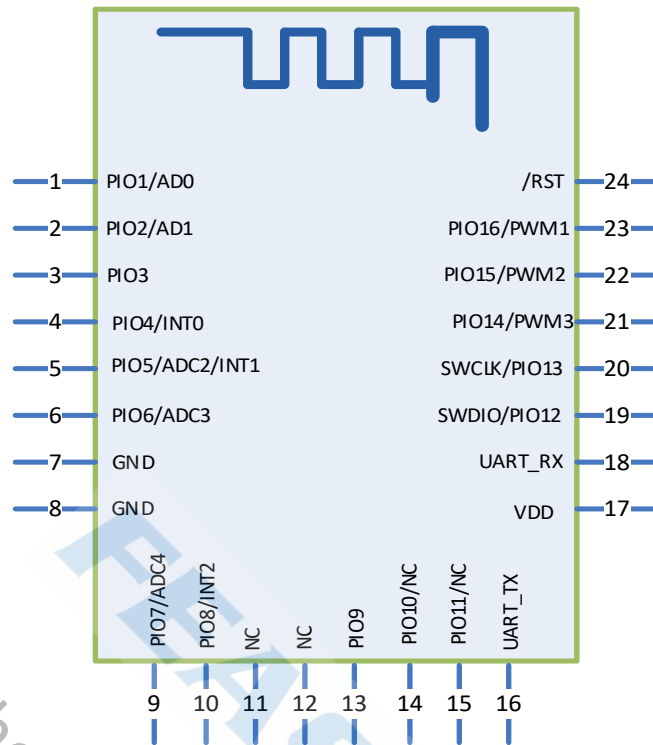 1 PIO1/AD0 /RST 24
2 PIO2/AD1 PIO16/PWM1 23
3 PIO3 PIO15/PWM2 22
4 PIO4/INT0 PIO14/PWM3 21
5 PIO5/ADC2/INT1 SWCLK/PIO13 20
6 PIO6/ADC3 SWDIO/PIO12 19
7 GND UART_RX 18
8 GND VDD 17
PIO7/ADC4
PIO8/INT2
NC
NC
PIO9
PIO10/NC
PIO11/NC
UART_TX
9 10 11 12 13 14 15 16